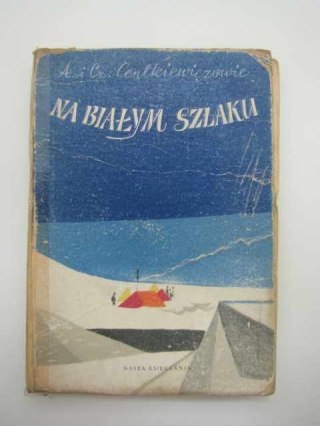 A. i Cz. Centkiewiczowie
NA BIAŁYM SZLAKU
NASZA KSIĘGARNIA